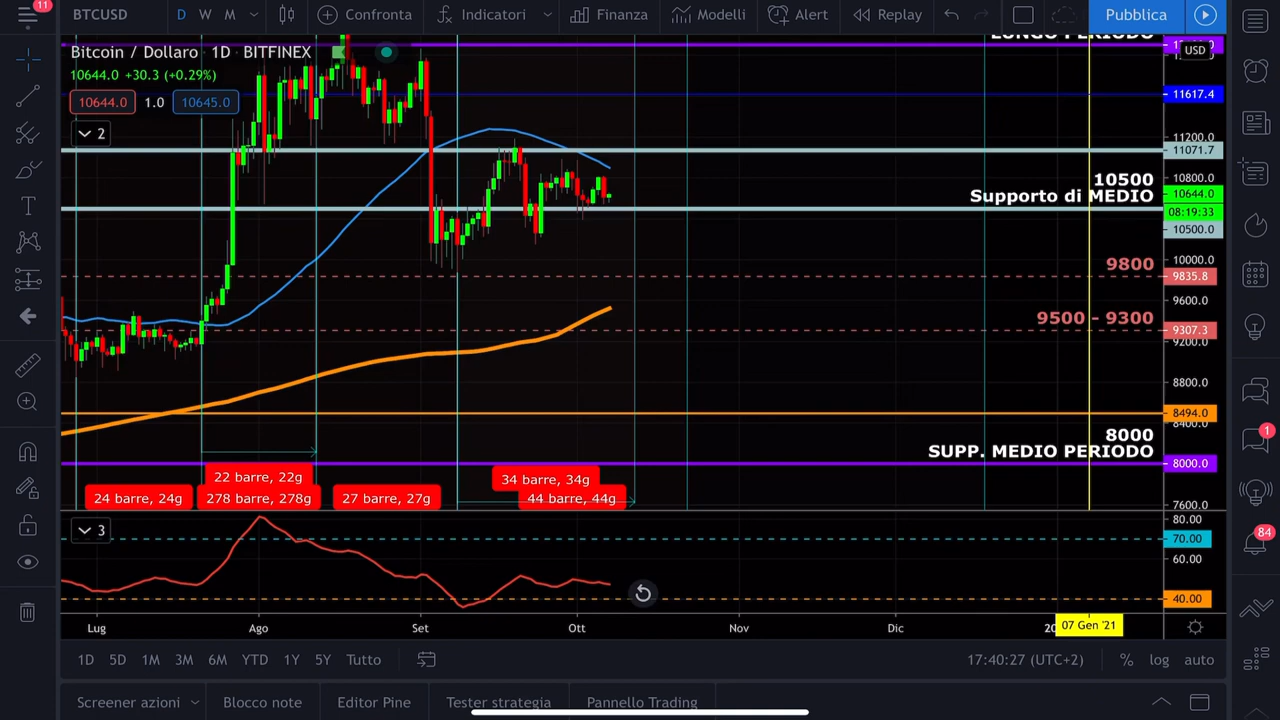 11
BTCUSD
D W M
Confronta
Indicatori
Finanza
Modelli
Alert
Replay
Pubblica
LUNGO PERIODO
Bitcoin / Dollaro · 1D · BITFINEX
USD
10644.0 +30.3 (+0.29%)
10644.0 1.0 10645.0
2
11617.4
11200.0
11071.7
10500
10800.0
Supporto di MEDIO
10644.0
08:19:33
10500.0
10000.0
9800
9835.8
9600.0
9500 - 9300
9307.3
9200.0
8800.0
8494.0
8400.0
8000
SUPP. MEDIO PERIODO
8000.0
22 barre, 22g
34 barre, 34g
24 barre, 24g
278 barre, 278g
27 barre, 27g
44 barre, 44g
7600.0
3
80.00
70.00
60.00
40.00
Lug Ago Set Ott Nov Dic
07 Gen '21
1D 5D 1M 3M 6M YTD 1Y 5Y Tutto
17:40:27 (UTC+2)
% log auto
Screener azioni
Blocco note
Editor Pine
Tester strategia
Pannello Trading
1
84